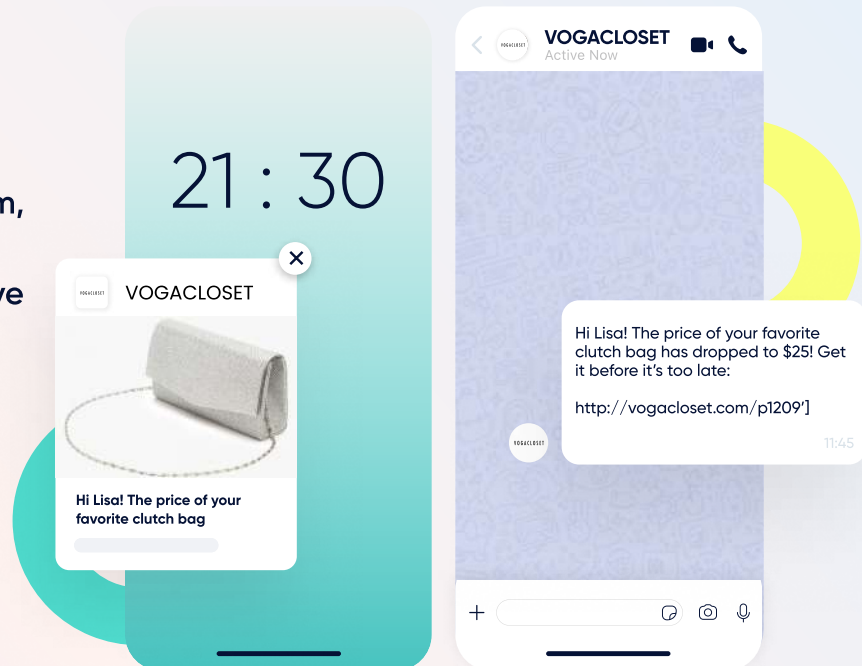 m,
ve
21 : 30
VOGACLOSET
VOGACLOSET
Hi Lisa! The price of your
favorite clutch bag
VOGACLOSET
VOGACLOSET
Active Now
Hi Lisa! The price of your favorite
clutch bag has dropped to $25! Get
it before it’s too late:
http://vogacloset.com/p1209’]
11:45
VOGACLOSET